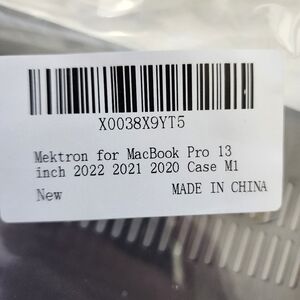 X0038X9YT5
Mektron for MacBook Pro 13
inch 2022 2021 2020 Case M1
New MADE IN CHINA